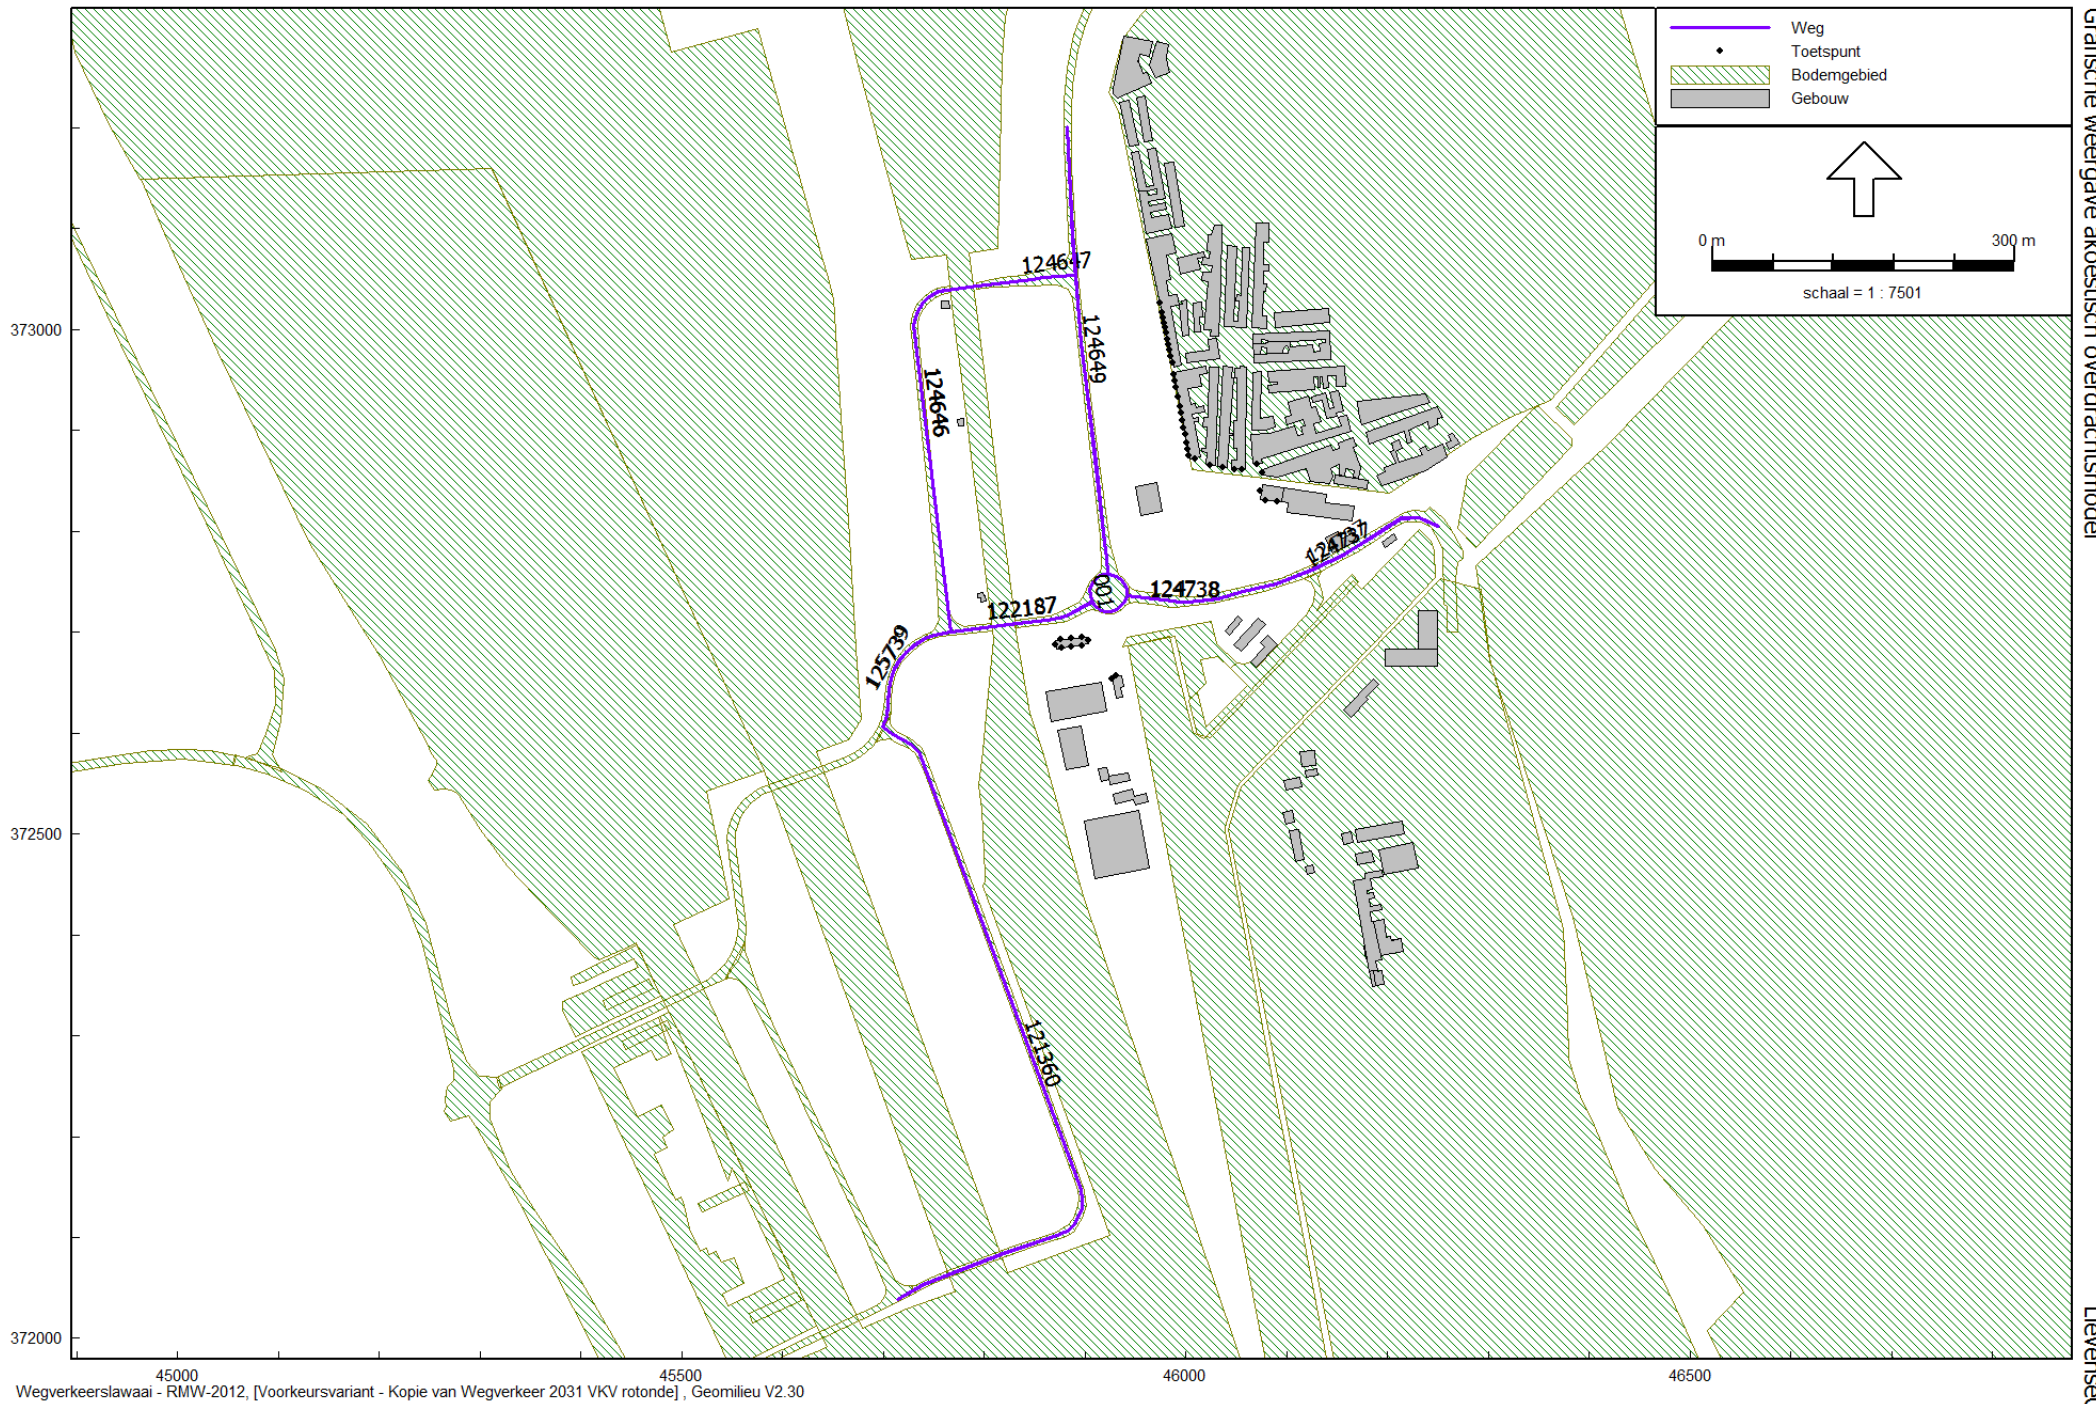 Weg
Toetspunt
Bodemgebied
Gebouw
0 m
300 m
schaal = 1 : 7501
Grafische weergave akoestisch overdrachtsmodel
Lievense
124647
124649
124646
373000
124737
001
124738
122187
125739
372500
121360
372000
45000
45500
46000
46500
Wegverkeerslawaai - RMW-2012, [Voorkeursvariant - Kopie van Wegverkeer 2031 VKV rotonde] , Geomilieu V2.30